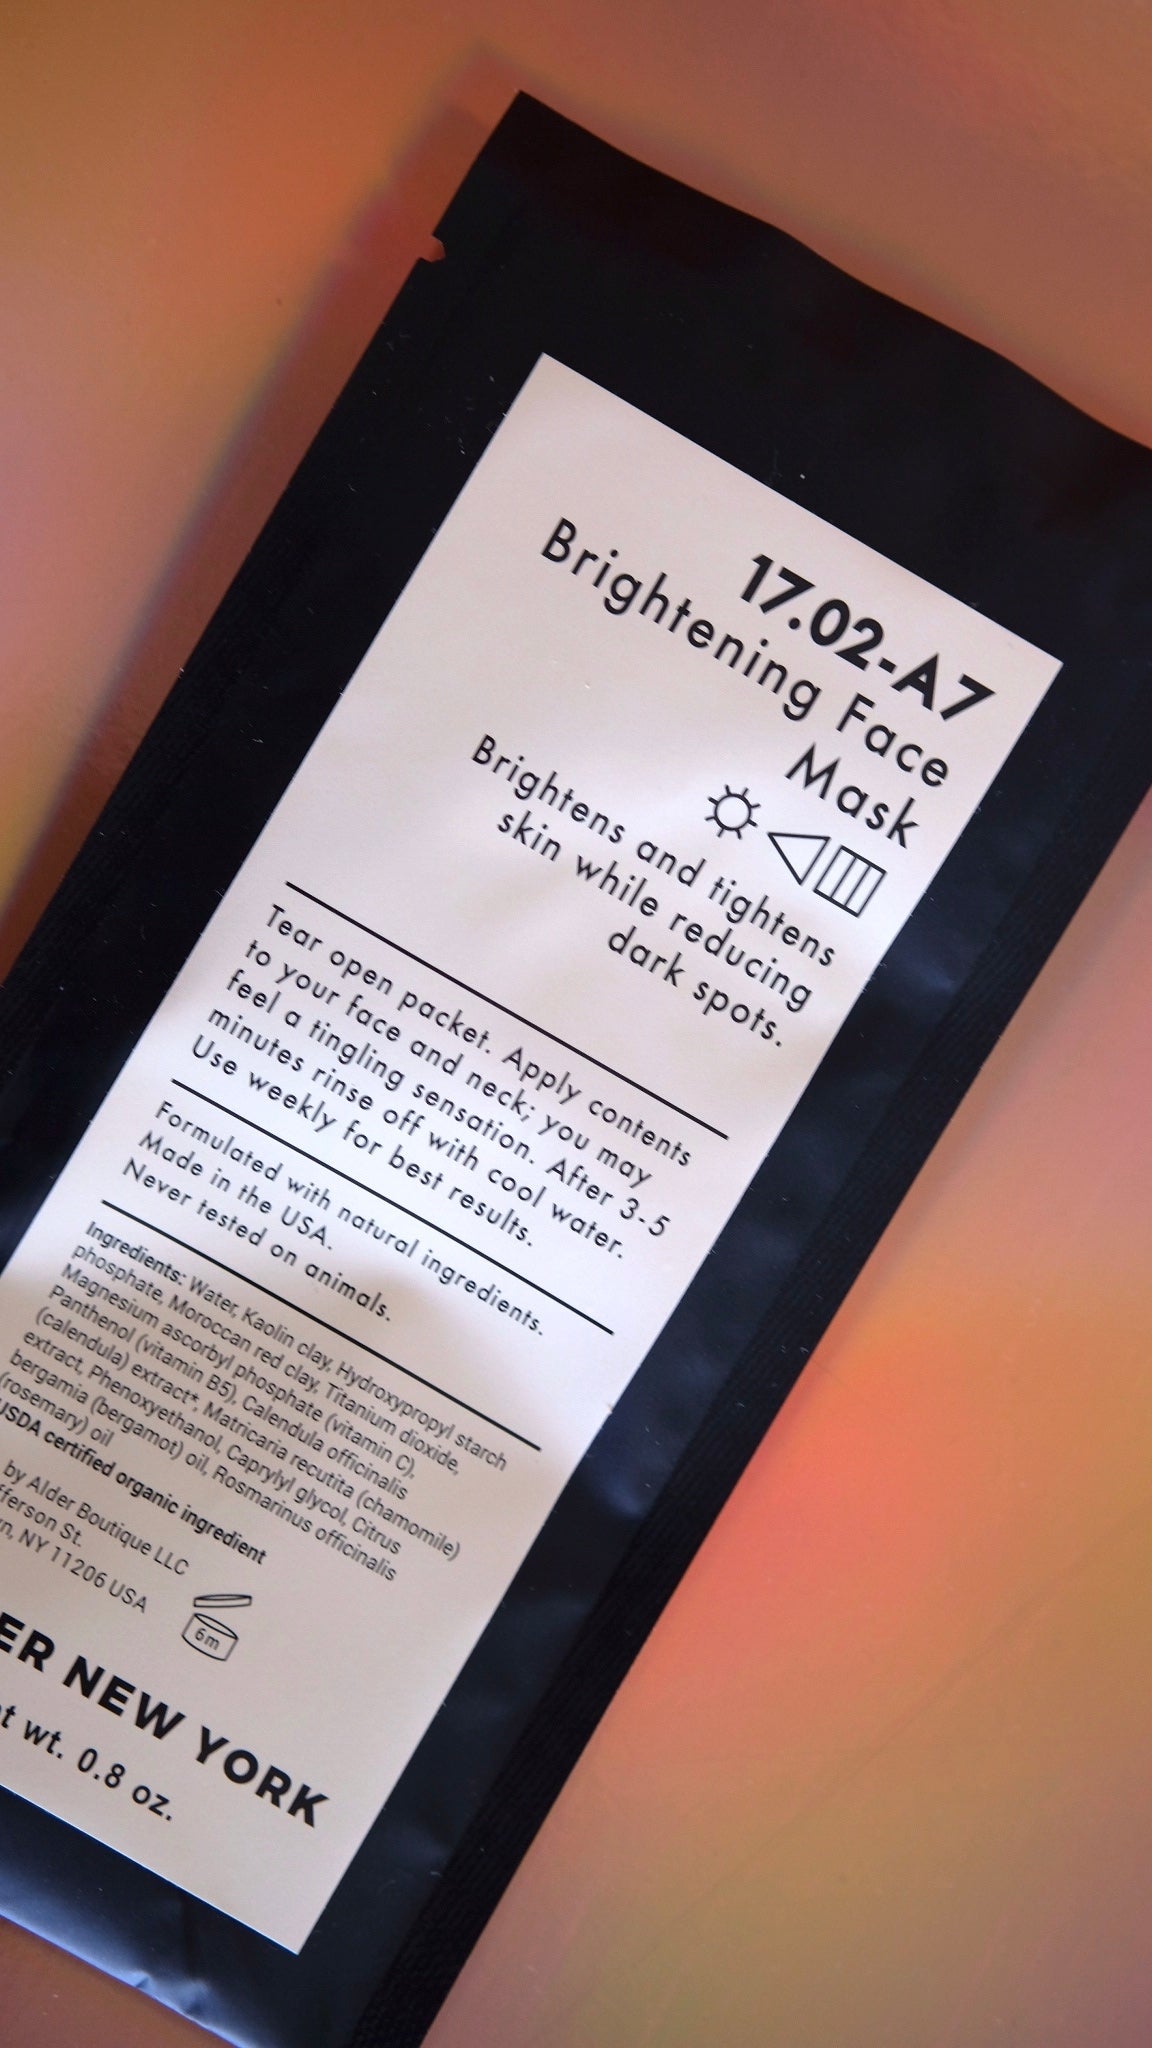 17.02-A7
Brightening Face
Mask
Brightens and tightens
skin while reducing
dark spots.
Tear open packet. Apply contents
to your face and neck; you may
feel a tingling sensation. After 3-5
minutes rinse off with cool water.
Use weekly for best results.
Formulated with natural ingredients.
Made in the USA.
Never tested on animals.
Ingredients: Water, Kaolin clay, Hydroxypropyl starch
phosphate, Moroccan red clay, Titanium dioxide,
Magnesium ascorbyl phosphate (vitamin C),
Panthenol (vitamin B5), Calendula officinalis
(calendula) extract*, Matricaria recutita (chamomile)
extract, Phenoxyethanol, Caprylyl glycol, Citrus
bergamia (bergamot) oil, Rosmarinus officinalis
(rosemary) oil
USDA certified organic ingredient
by Alder Boutique LLC
fferson St.
n, NY 11206 USA
6m
ER NEW YORK
t wt. 0.8 oz.